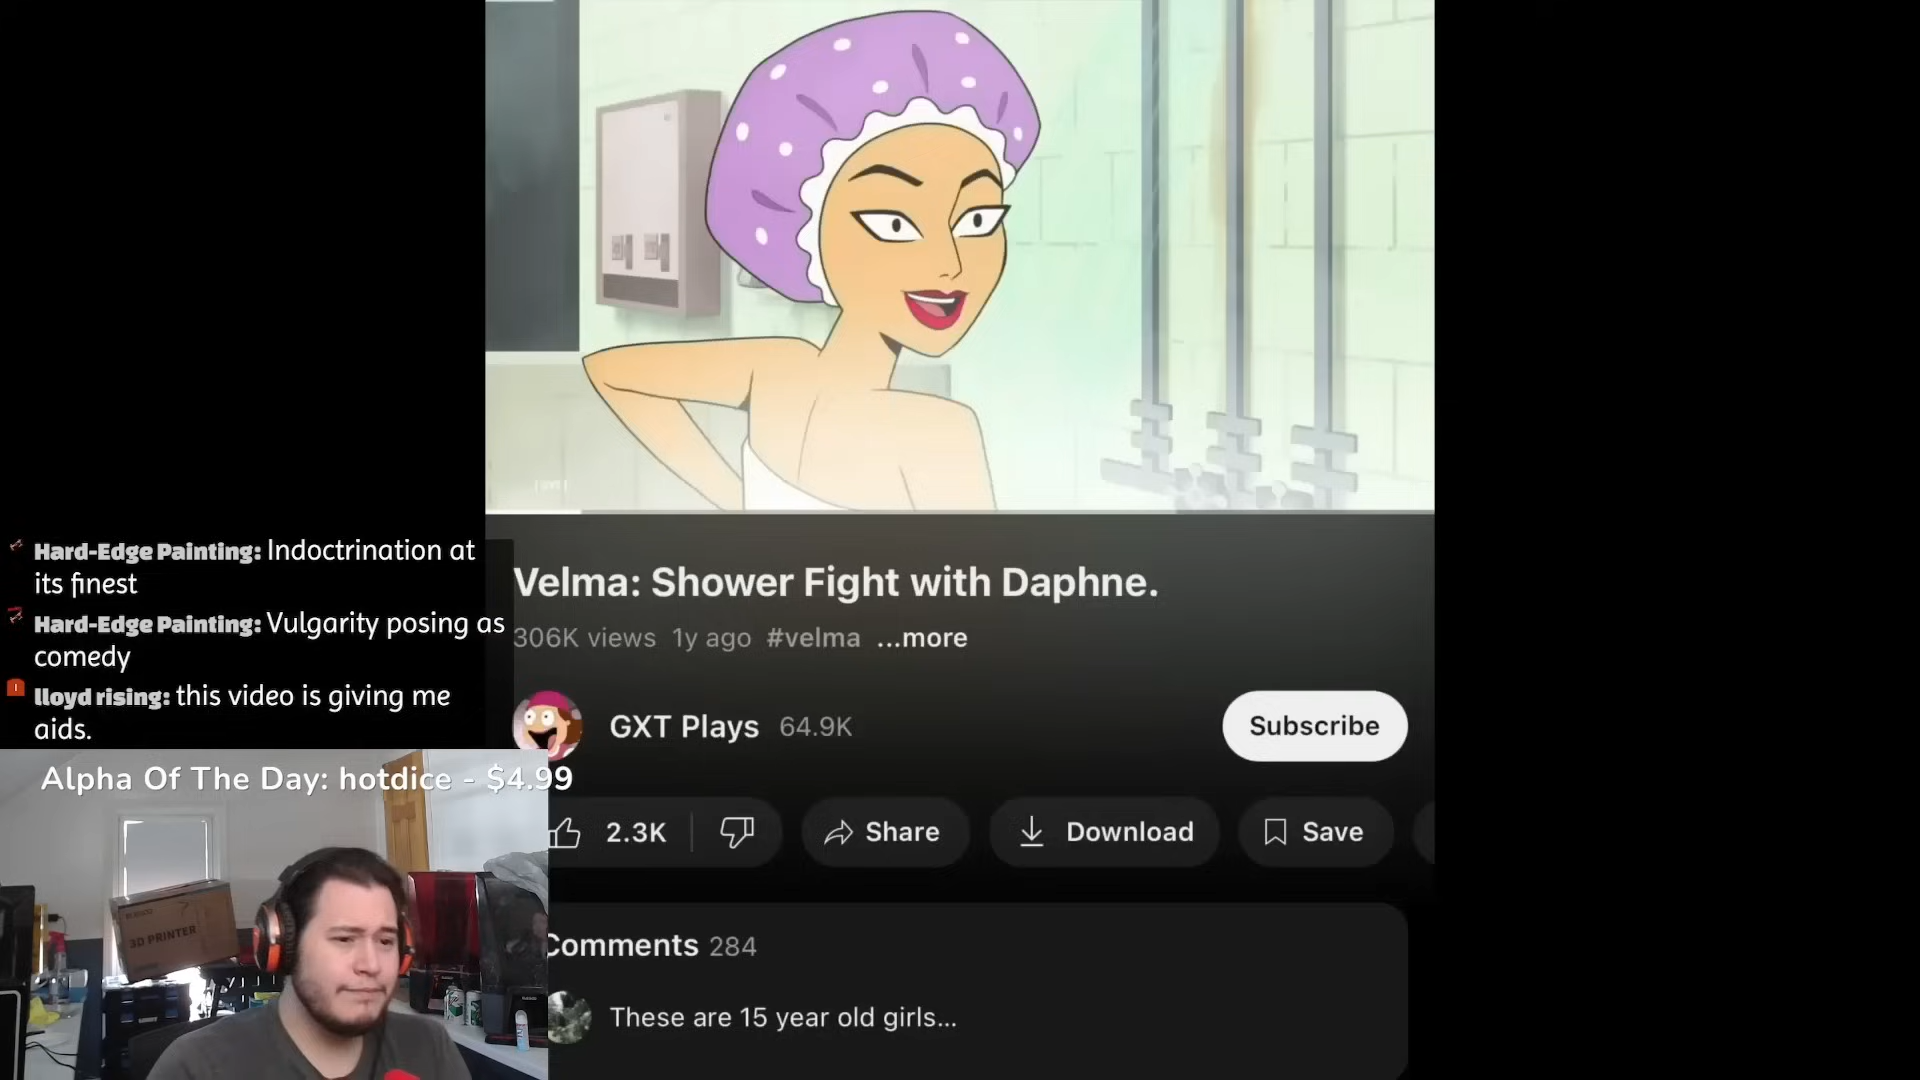 Hard-Edge Painting: Indoctrination at
its finest
Hard-Edge Painting: Vulgarity posing as
comedy
lloyd rising: this video is giving me
aids.
Velma: Shower Fight with Daphne.
306K views 1y ago #velma ...more
GXT Plays 64.9K
Subscribe
Alpha Of The Day: hotdice - $4.99
2.3K
Share
Download
Save
3D PRINTER
Comments 284
These are 15 year old girls...